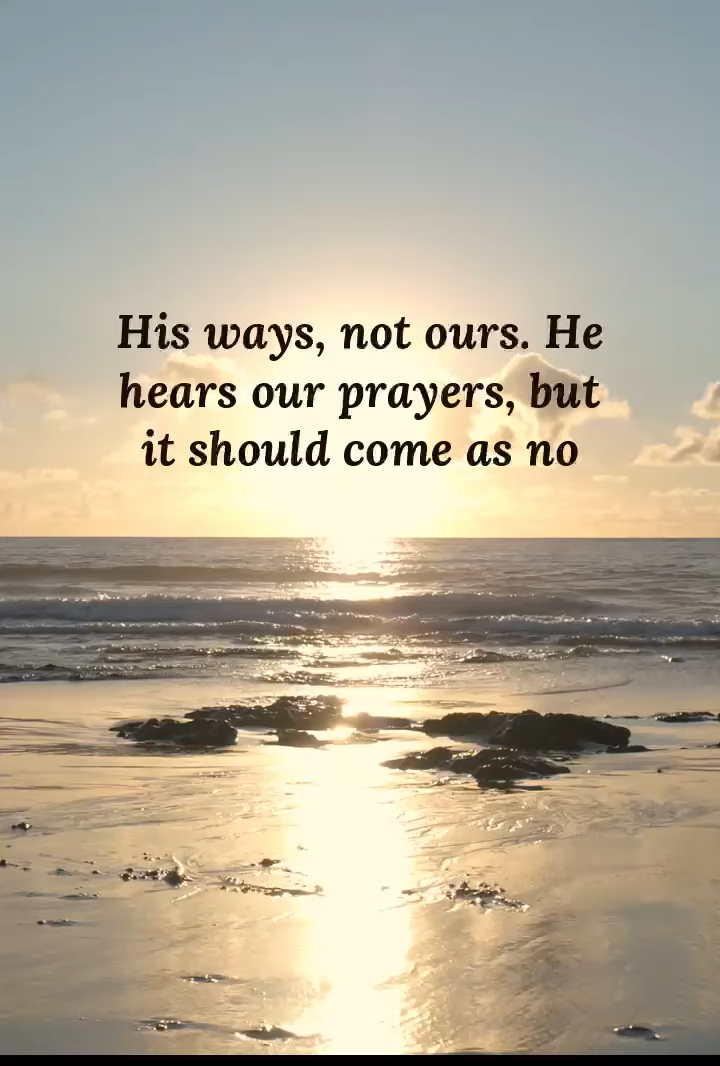 His ways, not ours. He
hears our prayers, but
it should come as no